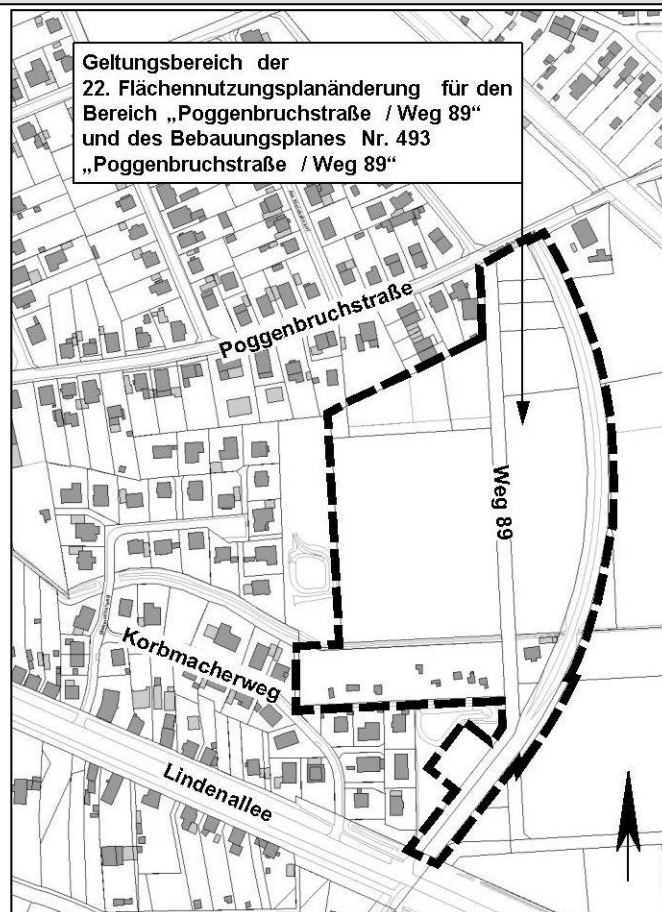 Geltungsbereich der
22. Flächennutzungsplanänderung für den
Bereich „Poggenbruchstraße / Weg 89“
und des Bebauungsplanes Nr. 493
„Poggenbruchstraße / Weg 89“
Poggenbruchstraße
Weg 89
Korbmacherweg
Lindenallee